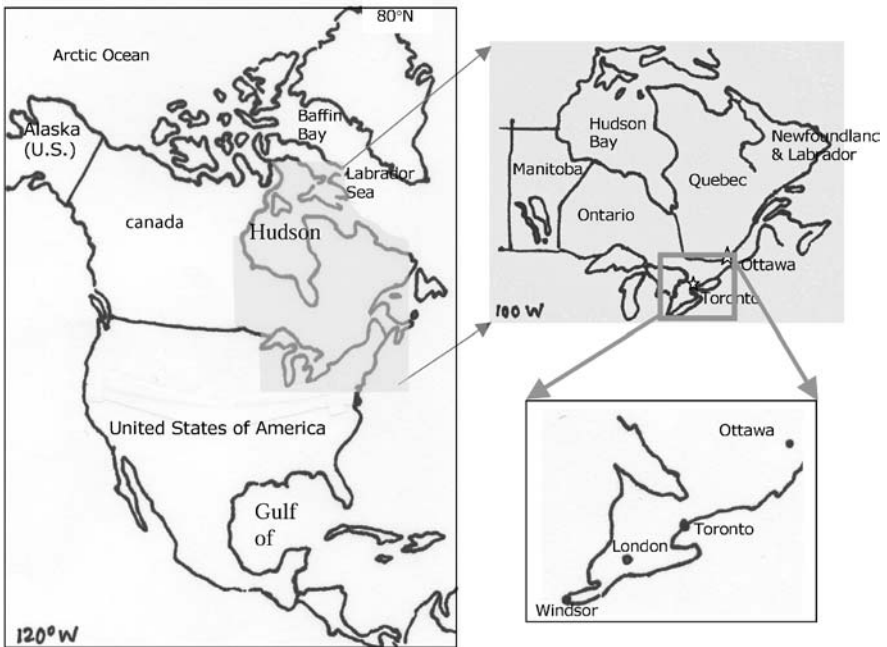 80°N
Arctic Ocean
Baffin
Bay
Alaska
(U.S.)
Labrador
Sea
canada
Hudson
United States of America
Gulf
of
120°W
Hudson
Bay
Newfoundland
& Labrador
Manitoba
Quebec
Ontario
Ottawa
Toronto
100 W
Ottawa
Toronto
London
Windsor